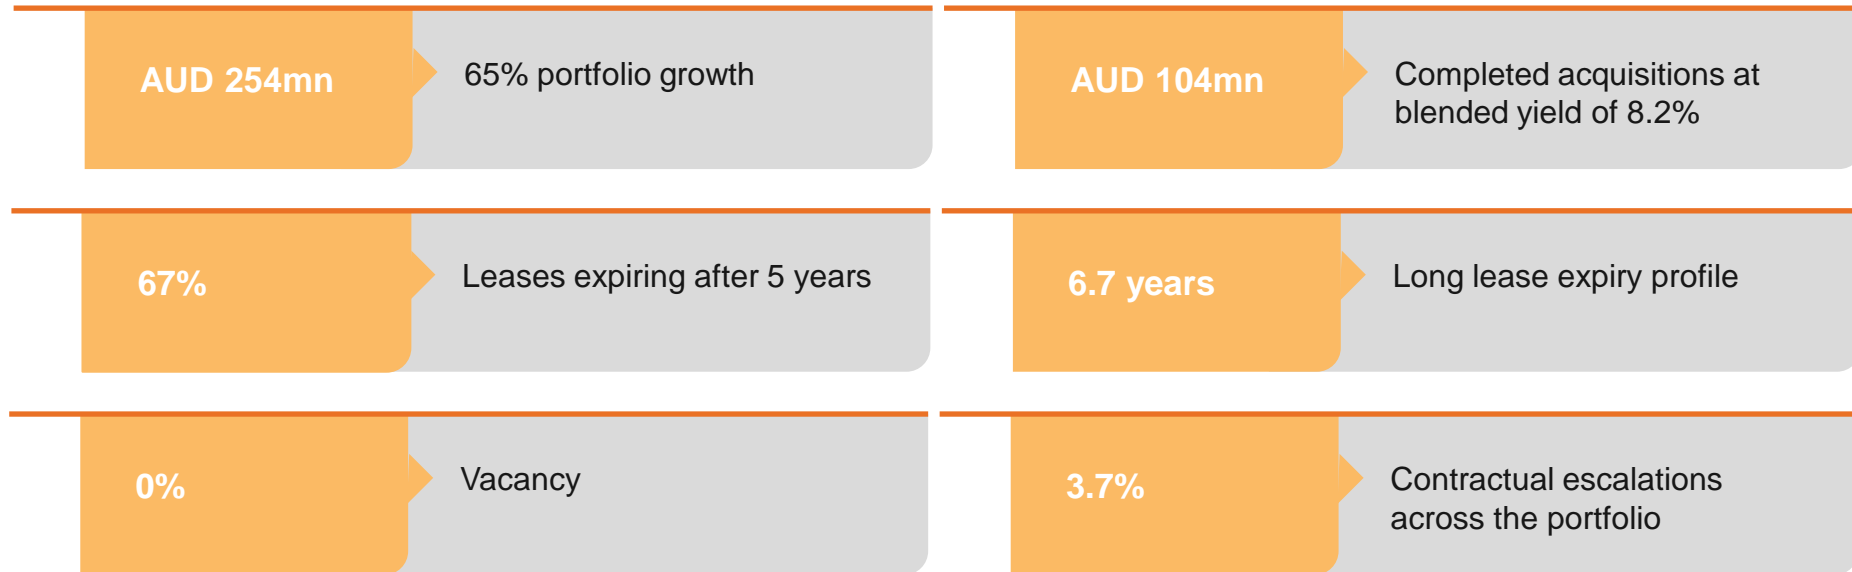 AUD 254mn
65% portfolio growth
AUD 104mn
Completed acquisitions at
blended yield of 8.2%
67%
Leases expiring after 5 years
6.7 years
Long lease expiry profile
0%
Vacancy
3.7%
Contractual escalations
across the portfolio